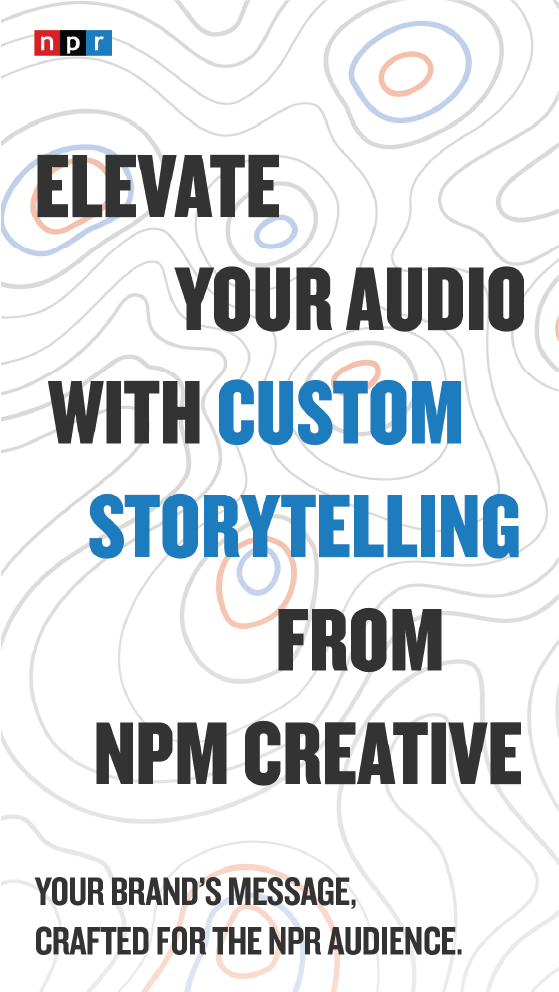 npr
ELEVATE
YOUR AUDIO
WITH CUSTOM
STORYTELLING
FROM
NPM CREATIVE
YOUR BRAND’S MESSAGE,
CRAFTED FOR THE NPR AUDIENCE.